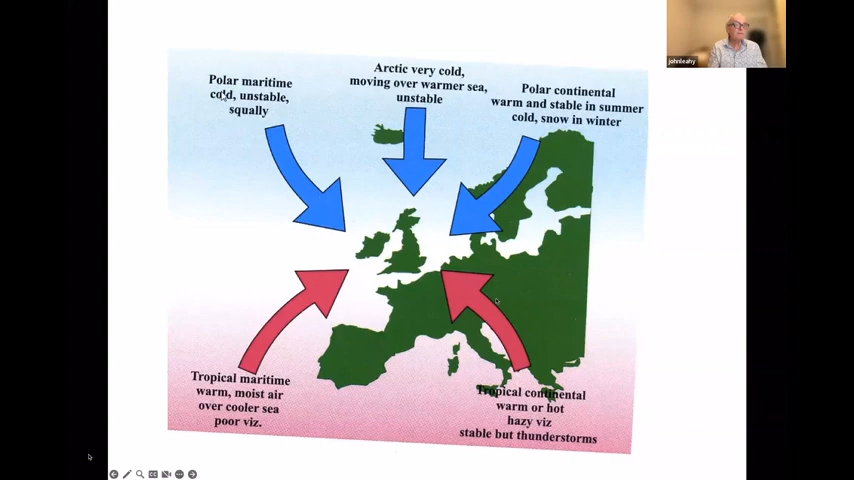 johnleahy
Polar maritime
cold, unstable,
squally
Arctic very cold,
moving over warmer sea,
unstable
Polar continental
warm and stable in summer
cold, snow in winter
Tropical maritime
warm, moist air
over cooler sea
poor viz.
Tropical continental
warm or hot
hazy viz
stable but thunderstorms